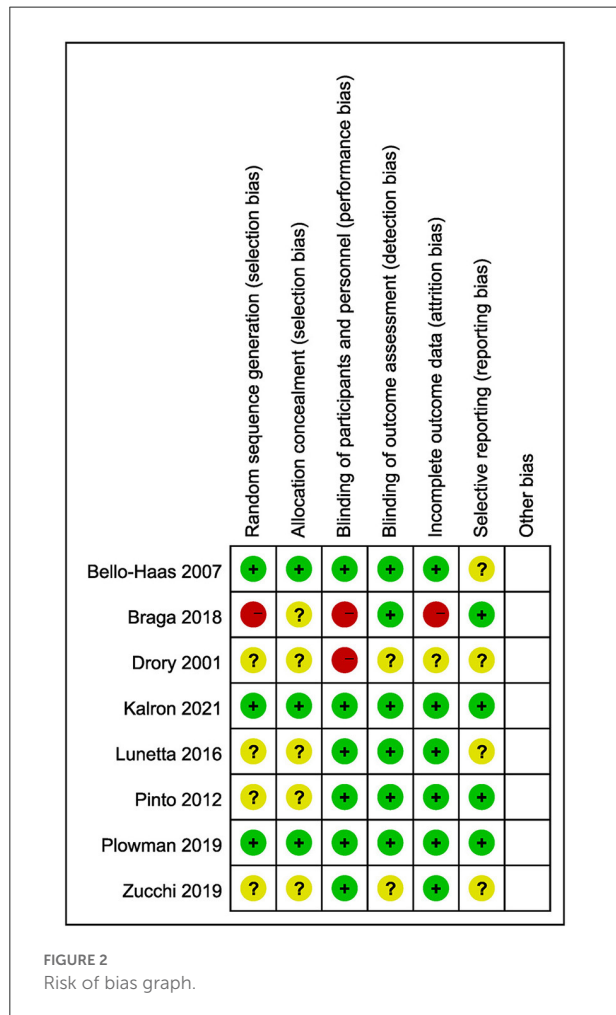 Random sequence generation (selection bias)
Allocation concealment (selection bias)
Blinding of participants and personnel (performance bias)
Blinding of outcome assessment (detection bias)
Incomplete outcome data (attrition bias)
Selective reporting (reporting bias)
Other bias
Bello-Haas 2007 + + + + + ?
Braga 2018 - ? - + - +
Drory 2001 ? ? - ? ? ?
Kalron 2021 + + + + + +
Lunetta 2016 ? ? + + + ?
Pinto 2012 ? ? + + + +
Plowman 2019 + + + + + +
Zucchi 2019 ? ? + ? + ?
FIGURE 2
Risk of bias graph.